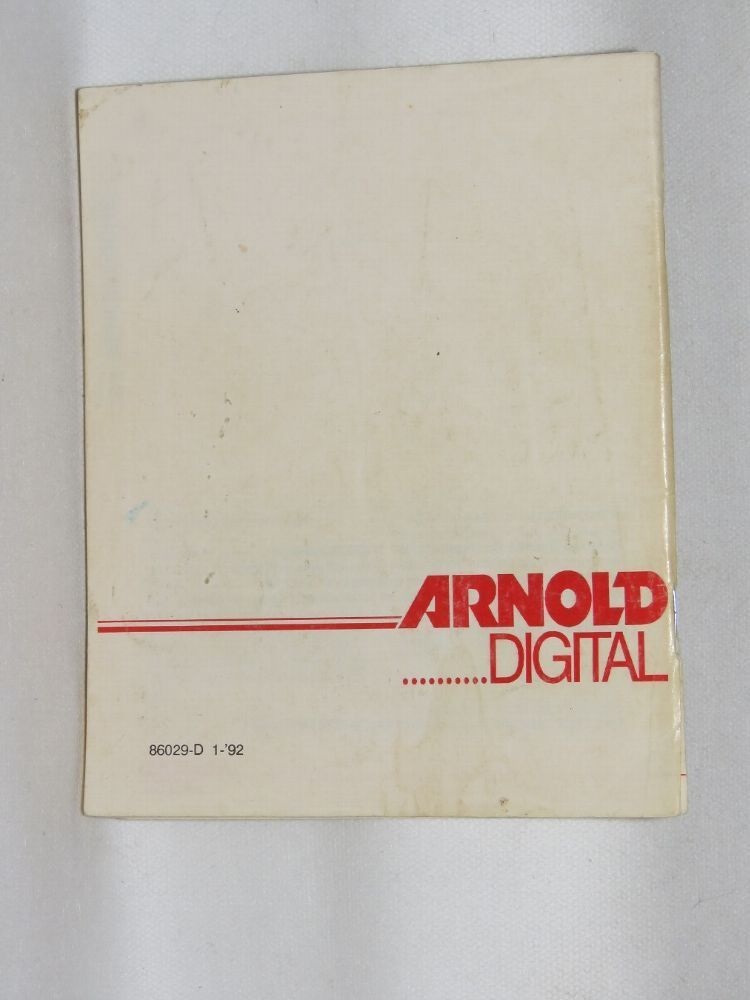 ARNOLD
..........DIGITAL
86029-D 1-'92